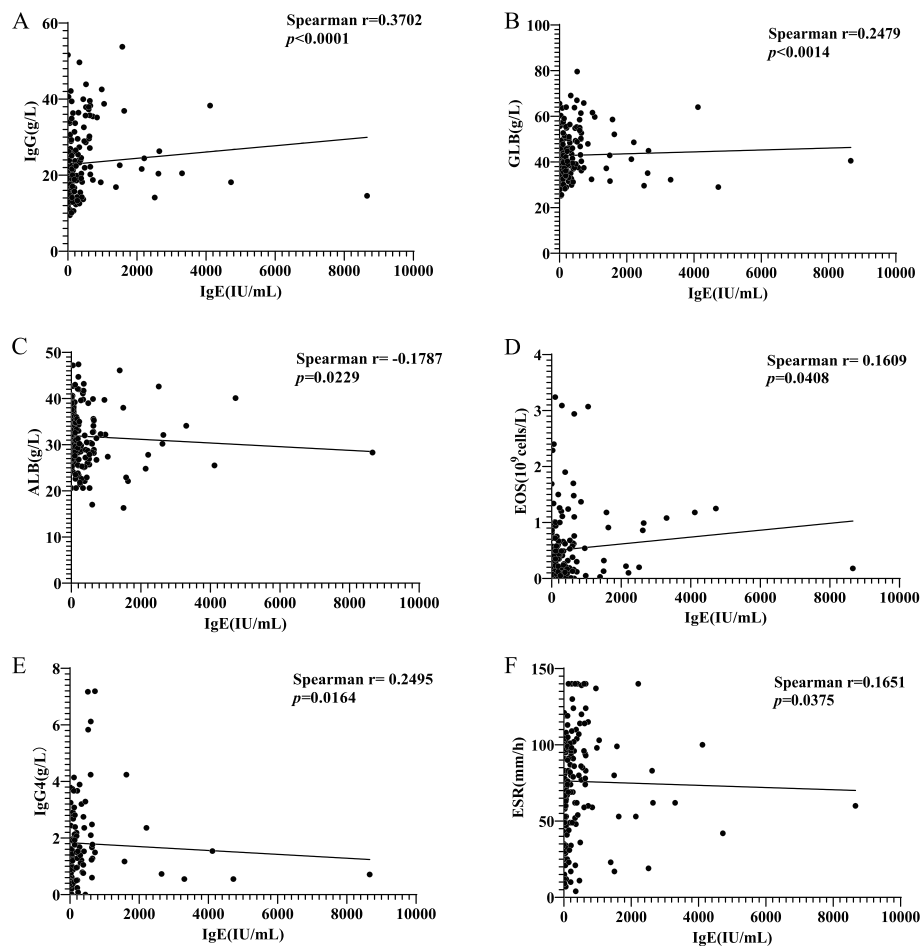 A
Spearman r=0.3702
p<0.0001
60
40
20
0
IgG(g/L)
0 2000 4000 6000 8000 10000
IgE(IU/mL)
B
Spearman r=0.2479
p<0.0014
100
80
60
40
20
0
GLB(g/L)
0 2000 4000 6000 8000 10000
IgE(IU/mL)
C
Spearman r= -0.1787
p=0.0229
50
40
30
20
10
0
ALB(g/L)
0 2000 4000 6000 8000 10000
IgE(IU/mL)
D
Spearman r= 0.1609
p=0.0408
4
3
2
1
0
EOS(10⁹cells/L)
0 2000 4000 6000 8000 10000
IgE(IU/mL)
E
Spearman r= 0.2495
p=0.0164
8
6
4
2
0
IgG4(g/L）
0 2000 4000 6000 8000 10000
IgE(IU/mL)
F
Spearman r=0.1651
p=0.0375
150
100
50
0
ESR(mm/h)
0 2000 4000 6000 8000 10000
IgE(IU/mL)